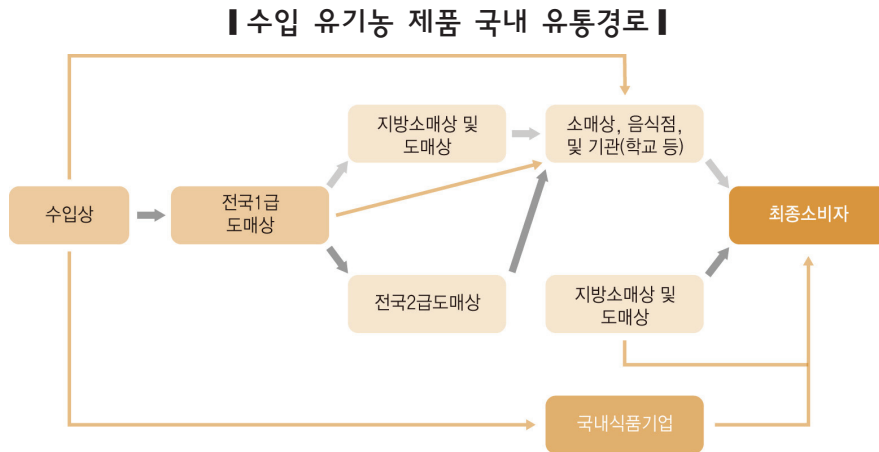 ▌수입 유기농 제품 국내 유통경로▐
지방소매상 및
도매상
소매상, 음식점,
및 기관(학교 등)
수입상
전국1급
도매상
최종소비자
전국2급도매상
지방소매상 및
도매상
국내식품기업